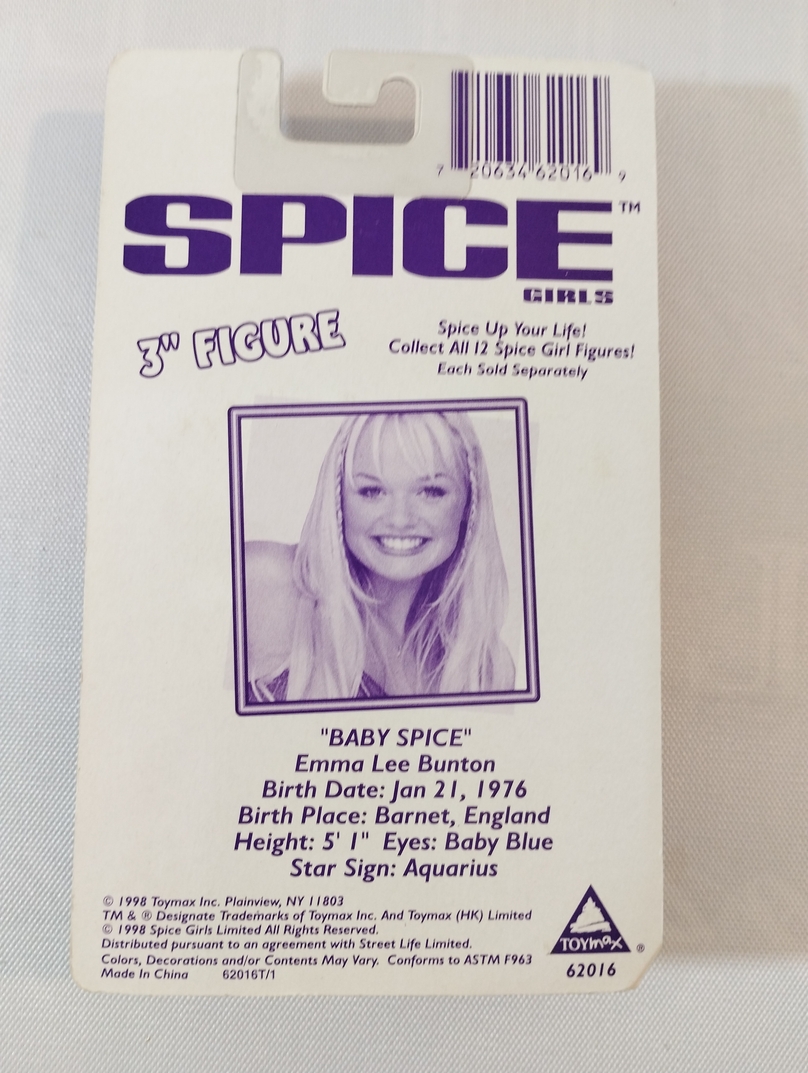 7 20634 62016 9
SPICE™
GIRLS
3" FIGURE
Spice Up Your Life!
Collect All 12 Spice Girl Figures!
Each Sold Separately
"BABY SPICE"
Emma Lee Bunton
Birth Date: Jan 21, 1976
Birth Place: Barnet, England
Height: 5' 1" Eyes: Baby Blue
Star Sign: Aquarius
© 1998 Toymax Inc. Plainview, NY 11803
TM & ® Designate Trademarks of Toymax Inc. And Toymax (HK) Limited
© 1998 Spice Girls Limited All Rights Reserved.
Distributed pursuant to an agreement with Street Life Limited.
Colors, Decorations and/or Contents May Vary. Conforms to ASTM F963
Made In China 62016T/1
TOYmax®
62016